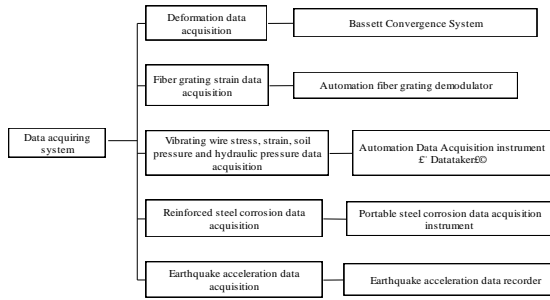 Deformation data
acquisition
Bassett Convergence System
Fiber grating strain data
acquisition
Automation fiber grating demodulator
Data acquiring
system
Vibrating wire stress, strain, soil
pressure and hydraulic pressure data
acquisition
Automation Data Acquisition instrument
£¨ Datataker£©
Reinforced steel corrosion data
acquisition
Portable steel corrosion data acquisition
instrument
Earthquake acceleration data
acquisition
Earthquake acceleration data recorder